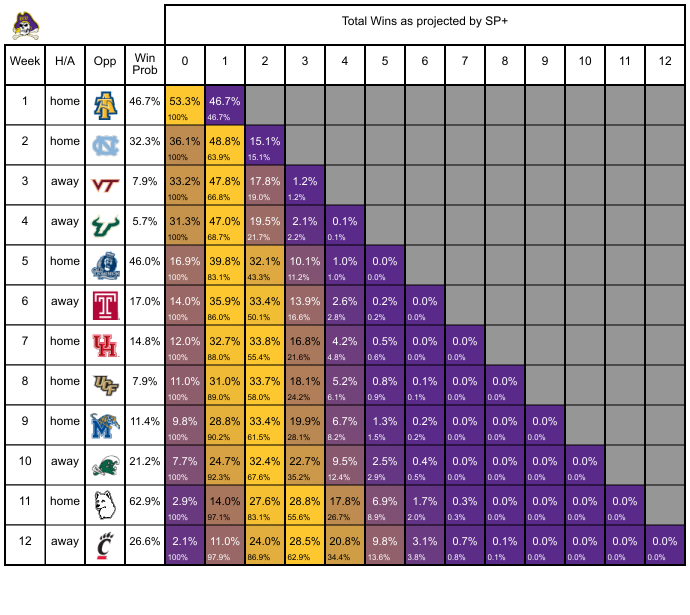 Total Wins as projected by SP+
Week H/A Opp Win Prob 0 1 2 3 4 5 6 7 8 9 10 11 12
1 home 46.7% 53.3% 46.7%
100% 46.7%
2 home 32.3% 36.1% 48.8% 15.1%
100% 63.9% 15.1%
3 away VT 7.9% 33.2% 47.8% 17.8% 1.2%
100% 66.8% 19.0% 1.2%
4 away 5.7% 31.3% 47.0% 19.5% 2.1% 0.1%
100% 68.7% 21.7% 2.2% 0.1%
5 home 46.0% 16.9% 39.8% 32.1% 10.1% 1.0% 0.0%
100% 83.1% 43.3% 11.2% 1.0% 0.0%
6 away T 17.0% 14.0% 35.9% 33.4% 13.9% 2.6% 0.2% 0.0%
100% 86.0% 50.1% 16.6% 2.8% 0.2% 0.0%
7 home UH 14.8% 12.0% 32.7% 33.8% 16.8% 4.2% 0.5% 0.0% 0.0%
100% 88.0% 55.4% 21.6% 4.8% 0.6% 0.0% 0.0%
8 home UCF 7.9% 11.0% 31.0% 33.7% 18.1% 5.2% 0.8% 0.1% 0.0% 0.0%
100% 89.0% 58.0% 24.2% 6.1% 0.9% 0.1% 0.0% 0.0%
9 home M 11.4% 9.8% 28.8% 33.4% 19.9% 6.7% 1.3% 0.2% 0.0% 0.0% 0.0%
100% 90.2% 61.5% 28.1% 8.2% 1.5% 0.2% 0.0% 0.0% 0.0%
10 away 21.2% 7.7% 24.7% 32.4% 22.7% 9.5% 2.5% 0.4% 0.0% 0.0% 0.0% 0.0%
100% 92.3% 67.6% 35.2% 12.4% 2.9% 0.5% 0.0% 0.0% 0.0% 0.0%
11 home 62.9% 2.9% 14.0% 27.6% 28.8% 17.8% 6.9% 1.7% 0.3% 0.0% 0.0% 0.0% 0.0%
100% 97.1% 83.1% 55.6% 26.7% 8.9% 2.0% 0.3% 0.0% 0.0% 0.0% 0.0%
12 away C 26.6% 2.1% 11.0% 24.0% 28.5% 20.8% 9.8% 3.1% 0.7% 0.1% 0.0% 0.0% 0.0% 0.0%
100% 97.9% 86.9% 62.9% 34.4% 13.6% 3.8% 0.8% 0.1% 0.0% 0.0% 0.0% 0.0%